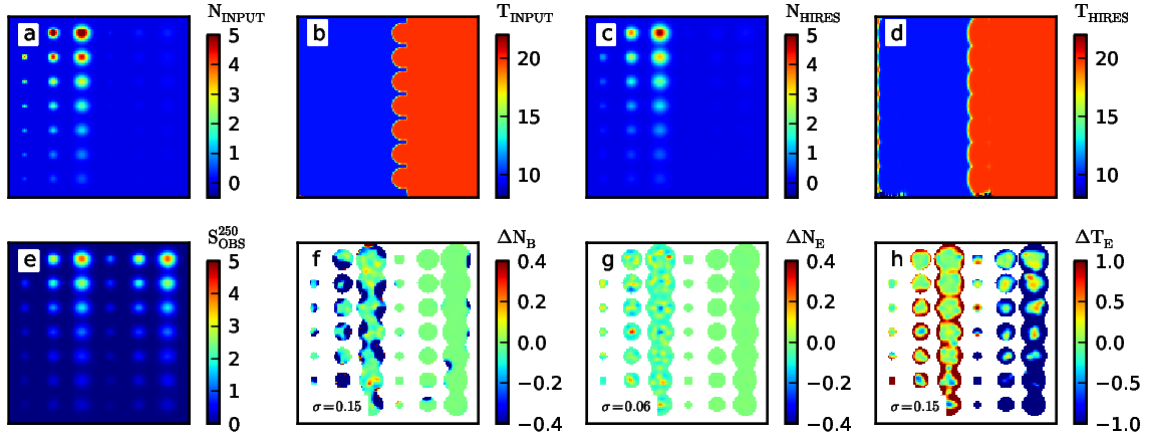 a
N_INPUT
5
4
3
2
1
0
b
T_INPUT
20
15
10
c
N_HIRES
5
4
3
2
1
0
d
T_HIRES
20
15
10
e
S^250_OBS
5
4
3
2
1
0
f
σ=0.15
ΔN_B
0.4
0.2
0.0
−0.2
−0.4
g
σ=0.06
ΔN_E
0.4
0.2
0.0
−0.2
−0.4
h
σ=0.15
ΔT_E
1.0
0.5
0.0
−0.5
−1.0